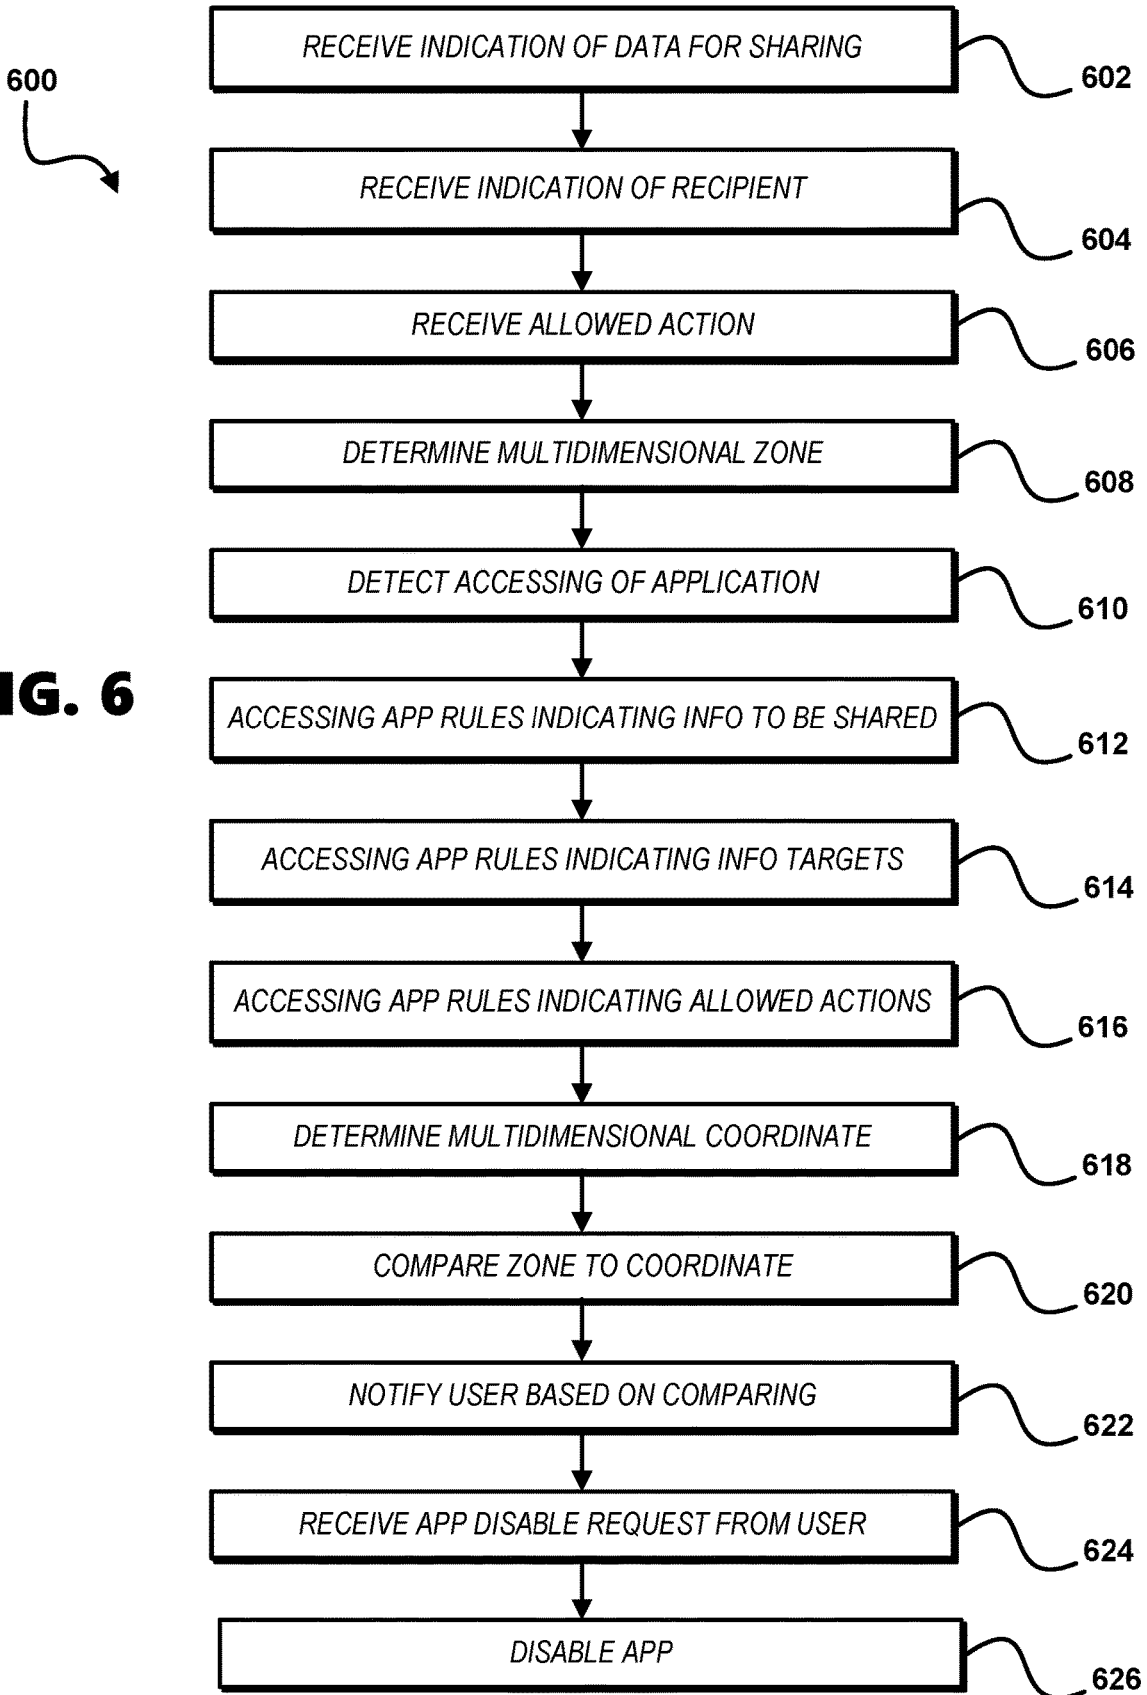 RECEIVE INDICATION OF DATA FOR SHARING
602
600
RECEIVE INDICATION OF RECIPIENT
604
RECEIVE ALLOWED ACTION
606
DETERMINE MULTIDIMENSIONAL ZONE
608
DETECT ACCESSING OF APPLICATION
610
IG. 6
ACCESSING APP RULES INDICATING INFO TO BE SHARED
612
ACCESSING APP RULES INDICATING INFO TARGETS
614
ACCESSING APP RULES INDICATING ALLOWED ACTIONS
616
DETERMINE MULTIDIMENSIONAL COORDINATE
618
COMPARE ZONE TO COORDINATE
620
NOTIFY USER BASED ON COMPARING
622
RECEIVE APP DISABLE REQUEST FROM USER
624
DISABLE APP
626